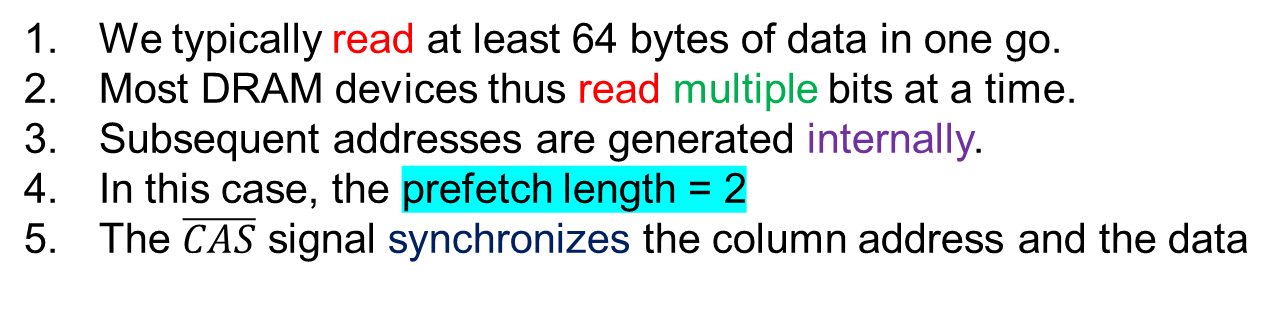 1. We typically read at least 64 bytes of data in one go.
2. Most DRAM devices thus read multiple bits at a time.
3. Subsequent addresses are generated internally.
4. In this case, the prefetch length = 2
5. The $\overline{CAS}$ signal synchronizes the column address and the data